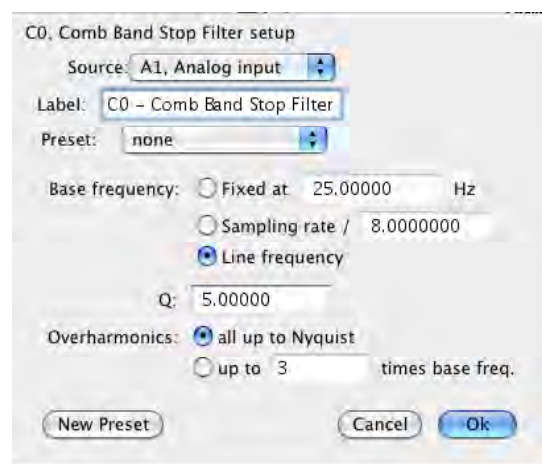 C0, Comb Band Stop Filter setup
Source: A1, Analog input
Label: C0 – Comb Band Stop Filter
Preset: none
Base frequency: Fixed at 25.00000 Hz
Sampling rate / 8.0000000
Line frequency
Q: 5.00000
Overharmonics: all up to Nyquist
up to 3 times base freq.
New Preset Cancel Ok